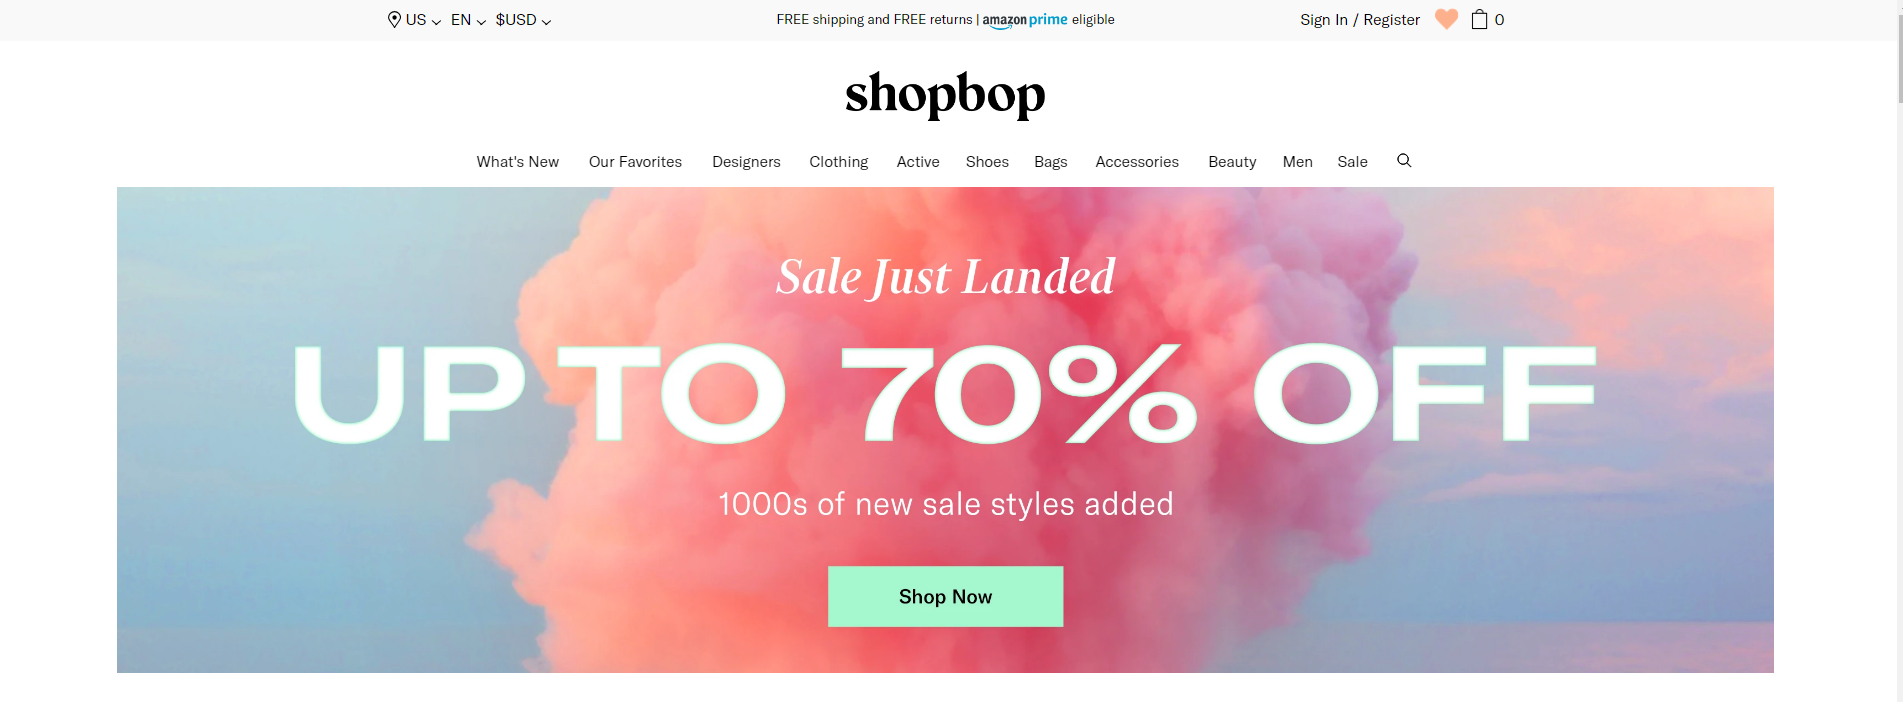 US EN $USD FREE shipping and FREE returns | amazon prime eligible Sign In / Register 0
shopbop
What's New Our Favorites Designers Clothing Active Shoes Bags Accessories Beauty Men Sale
Sale Just Landed
UP TO 70% OFF
1000s of new sale styles added
Shop Now